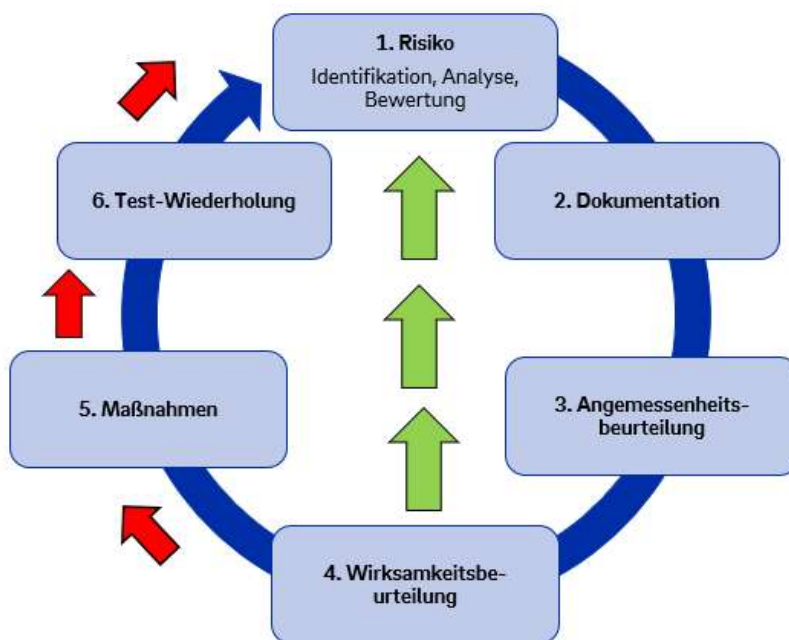 1. Risiko
Identifikation, Analyse,
Bewertung
2. Dokumentation
3. Angemessenheits-
beurteilung
4. Wirksamkeitsbe-
urteilung
5. Maßnahmen
6. Test-Wiederholung